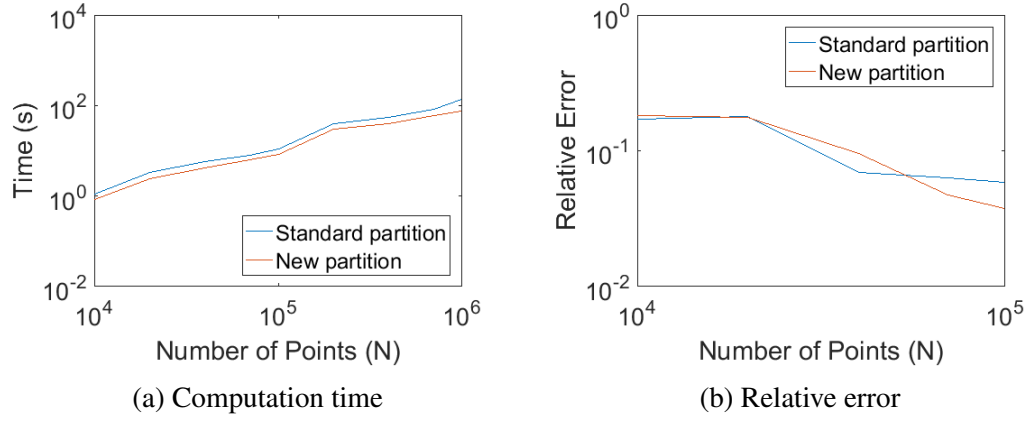 10^4
10^2
10^0
10^-2
Time (s)
Standard partition
New partition
10^4
10^5
10^6
Number of Points (N)
(a) Computation time
10^0
10^-1
10^-2
Relative Error
Standard partition
New partition
10^4
10^5
Number of Points (N)
(b) Relative error